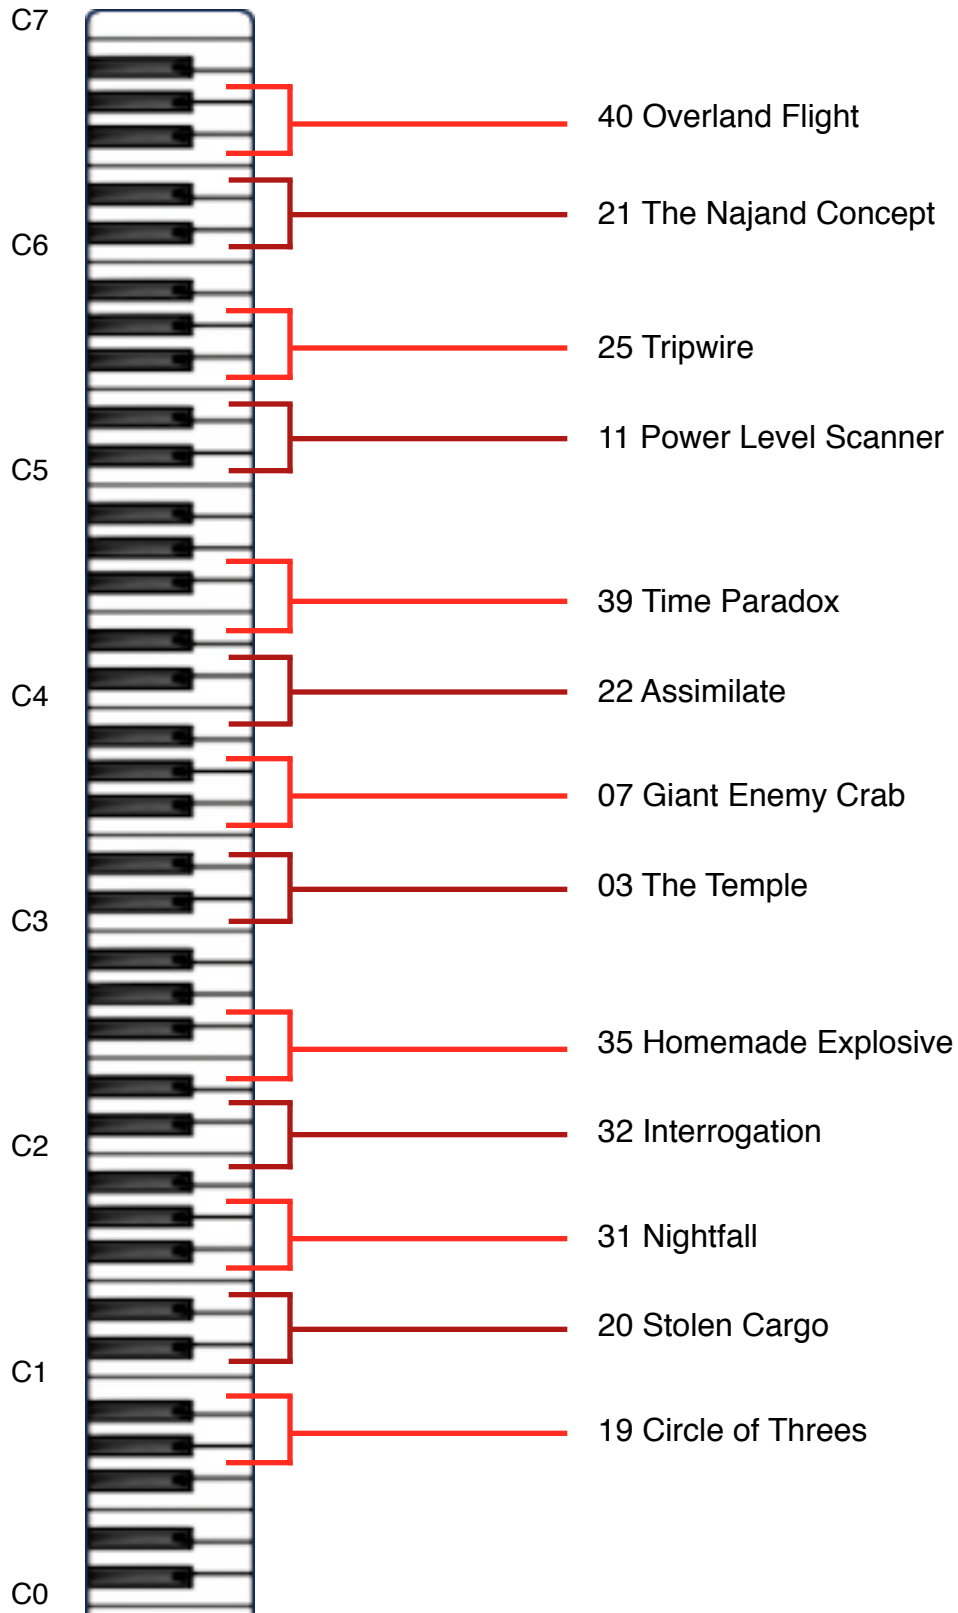 C7
40 Overland Flight
21 The Najand Concept
C6
25 Tripwire
11 Power Level Scanner
C5
39 Time Paradox
22 Assimilate
C4
07 Giant Enemy Crab
03 The Temple
C3
35 Homemade Explosive
32 Interrogation
C2
31 Nightfall
20 Stolen Cargo
C1
19 Circle of Threes
C0